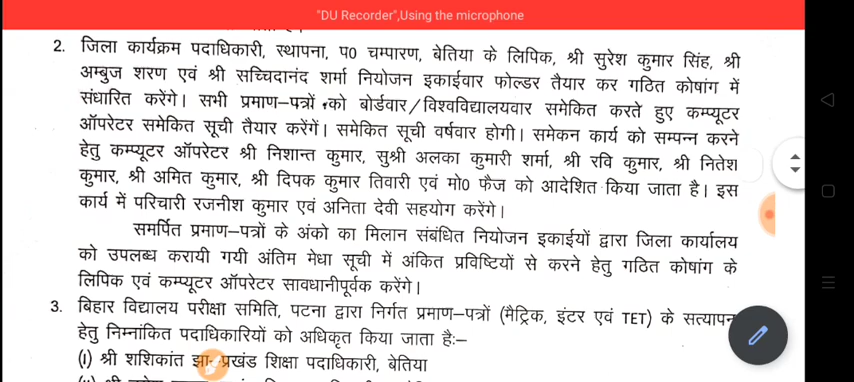 "DU Recorder",Using the microphone
2. जिला कार्यक्रम पदाधिकारी, स्थापना, प0 चम्पारण, बेतिया के लिपिक, श्री सुरेश कुमार सिंह, श्री
अम्बुज शरण एवं श्री सच्चिदानंद शर्मा नियोजन इकाईवार फोल्डर तैयार कर गठित कोषांग में
संधारित करेंगे। सभी प्रमाण–पत्रों को बोर्डवार/विश्वविद्यालयवार समेकित करते हुए कम्प्यूटर
ऑपरेटर समेकित सूची तैयार करेंगें। समेकित सूची वर्षवार होगी। समेकन कार्य को सम्पन्न करने
हेतु कम्प्यूटर ऑपरेटर श्री निशान्त कुमार, सुश्री अलका कुमारी शर्मा, श्री रवि कुमार, श्री नितेश
कुमार, श्री अमित कुमार, श्री दिपक कुमार तिवारी एवं मो0 फैज को आदेशित किया जाता है। इस
कार्य में परिचारी रजनीश कुमार एवं अनिता देवी सहयोग करेंगे।
समर्पित प्रमाण–पत्रों के अंको का मिलान संबंधित नियोजन इकाईयों द्वारा जिला कार्यालय
को उपलब्ध करायी गयी अंतिम मेधा सूची में अंकित प्रविष्टियों से करने हेतु गठित कोषांग के
लिपिक एवं कम्प्यूटर ऑपरेटर सावधानीपूर्वक करेंगे।
3. बिहार विद्यालय परीक्षा समिति, पटना द्वारा निर्गत प्रमाण–पत्रों (मैट्रिक, इंटर एवं TET) के सत्यापन
हेतु निम्नांकित पदाधिकारियों को अधिकृत किया जाता है:–
(i) श्री शशिकांत झा– प्रखंड शिक्षा पदाधिकारी, बेतिया